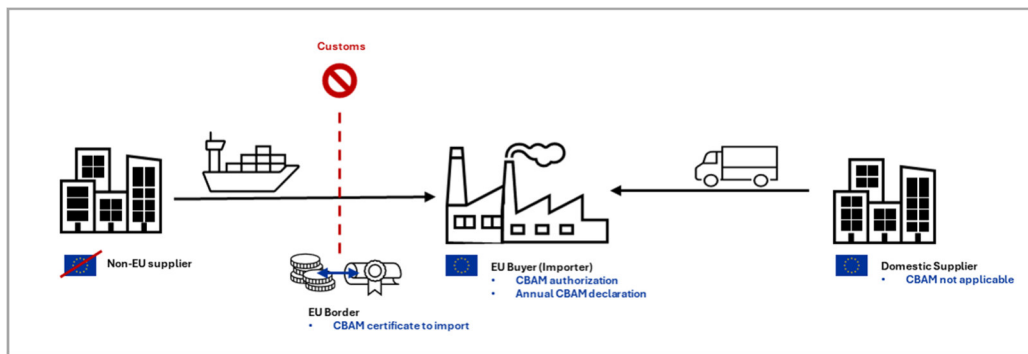 Customs
Non-EU supplier
EU Border
• CBAM certificate to import
EU Buyer (Importer)
• CBAM authorization
• Annual CBAM declaration
Domestic Supplier
• CBAM not applicable